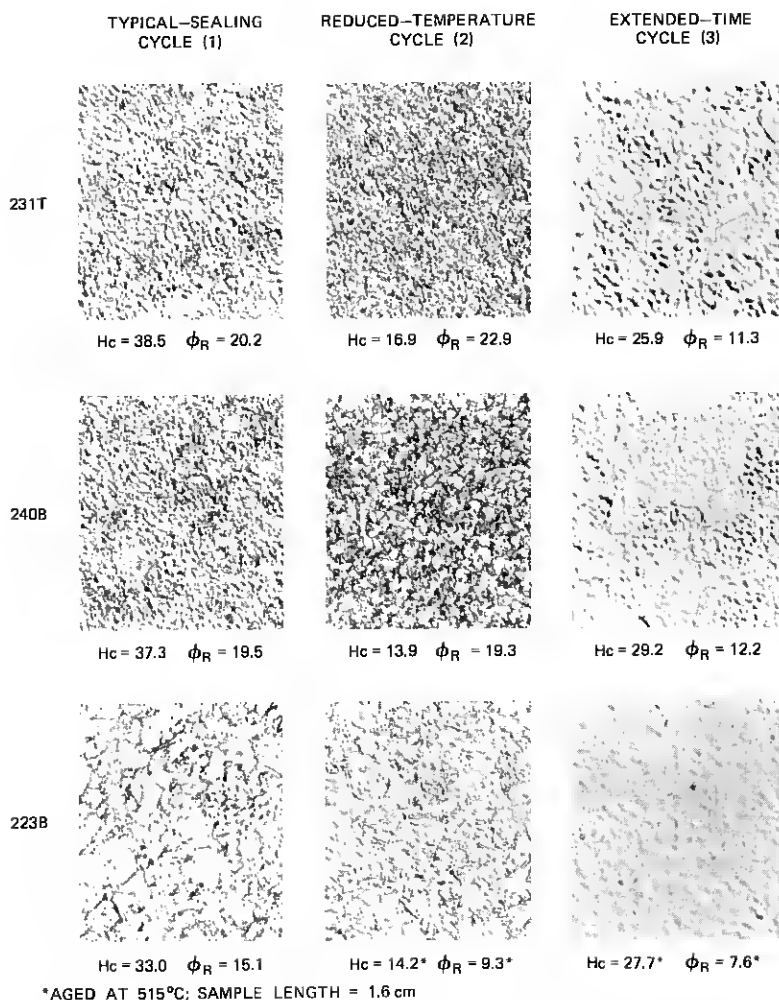 TYPICAL–SEALING CYCLE (1)
REDUCED–TEMPERATURE CYCLE (2)
EXTENDED–TIME CYCLE (3)
231T
Hc = 38.5 ϕR = 20.2
Hc = 16.9 ϕR = 22.9
Hc = 25.9 ϕR = 11.3
240B
Hc = 37.3 ϕR = 19.5
Hc = 13.9 ϕR = 19.3
Hc = 29.2 ϕR = 12.2
223B
Hc = 33.0 ϕR = 15.1
Hc = 14.2* ϕR = 9.3*
Hc = 27.7* ϕR = 7.6*
*AGED AT 515°C; SAMPLE LENGTH = 1.6 cm